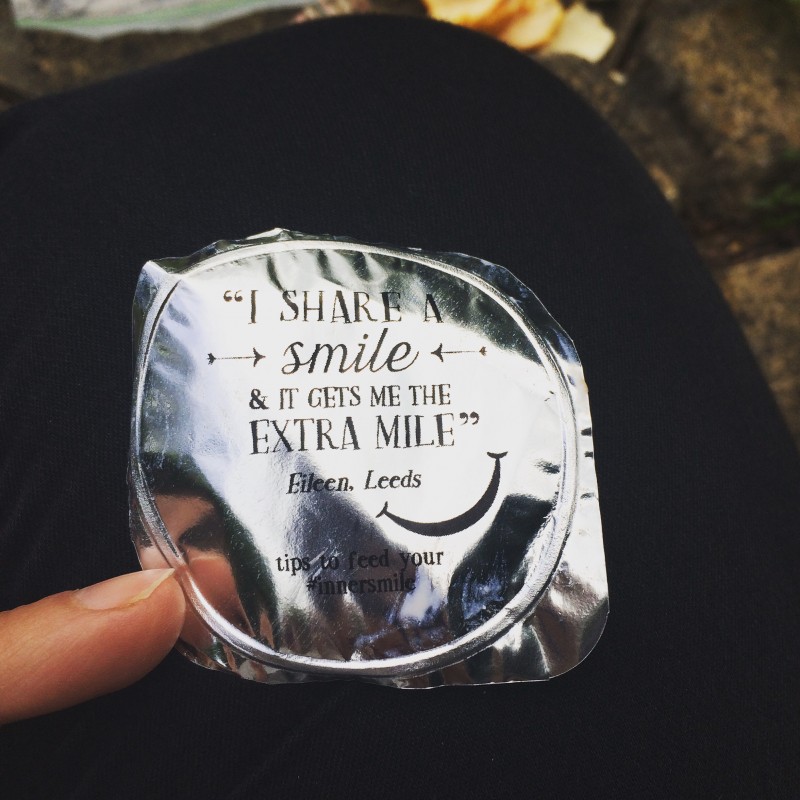 “I SHARE A
smile
& IT GETS ME THE
EXTRA MILE”
Eileen, Leeds
tips to feed your
#innersmile